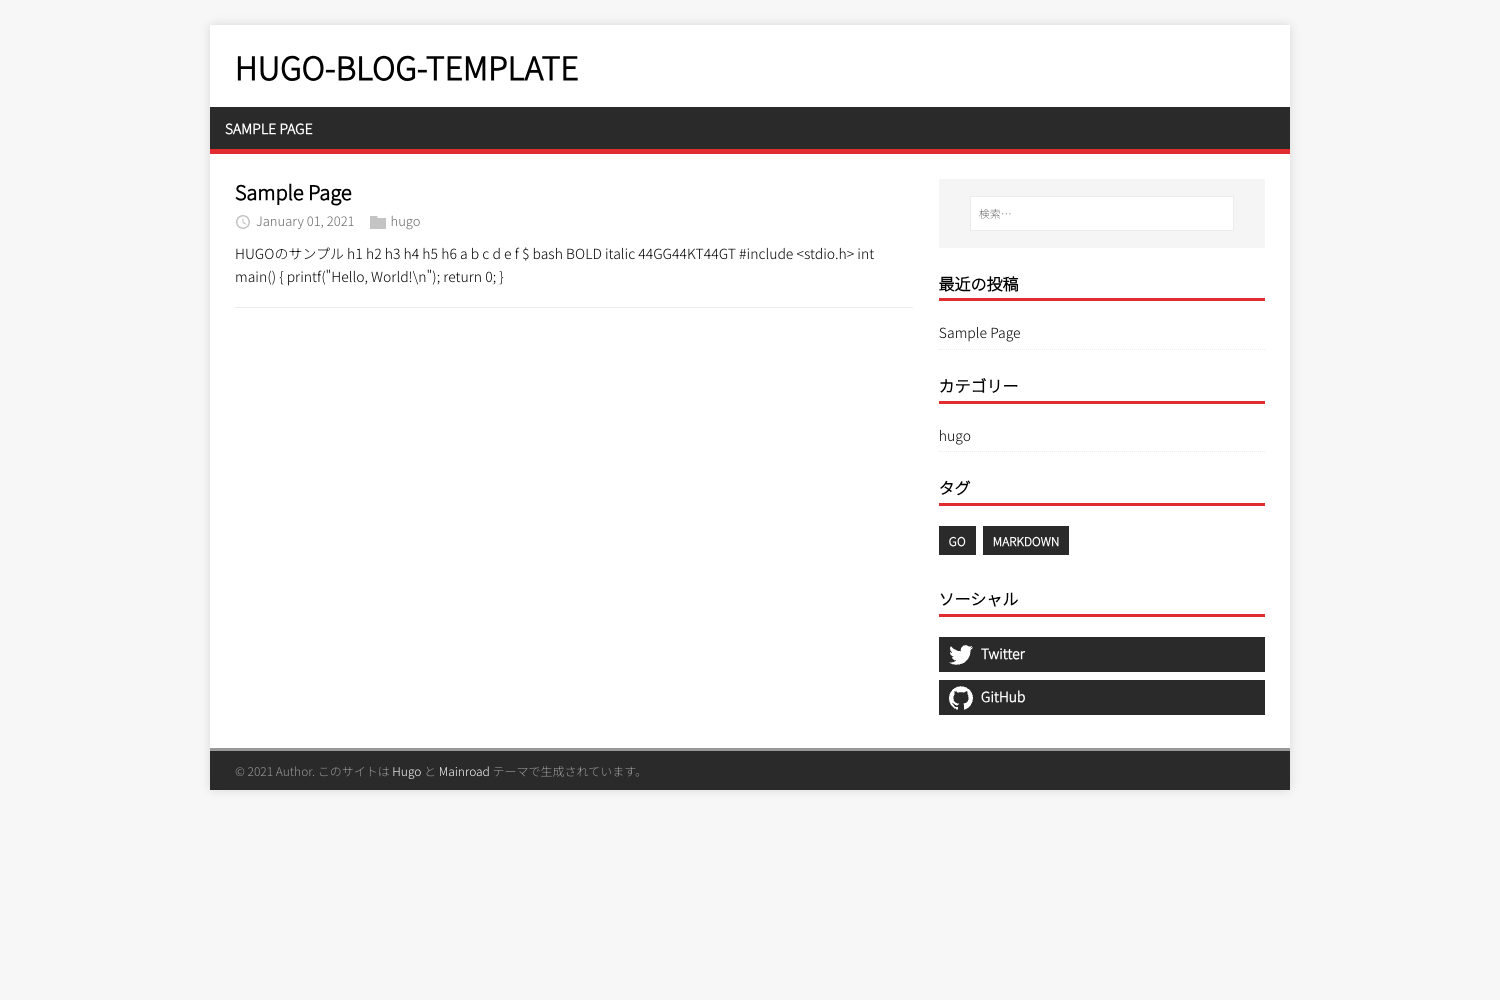 HUGO-BLOG-TEMPLATE
SAMPLE PAGE
Sample Page
January 01, 2021 hugo
HUGOのサンプル h1 h2 h3 h4 h5 h6 a b c d e f $ bash BOLD italic 44GG44KT44GT #include <stdio.h> int
main() { printf("Hello, World!\n"); return 0; }
検索…
最近の投稿
Sample Page
カテゴリー
hugo
タグ
GO MARKDOWN
ソーシャル
Twitter
GitHub
© 2021 Author. このサイトは Hugo と Mainroad テーマで生成されています。